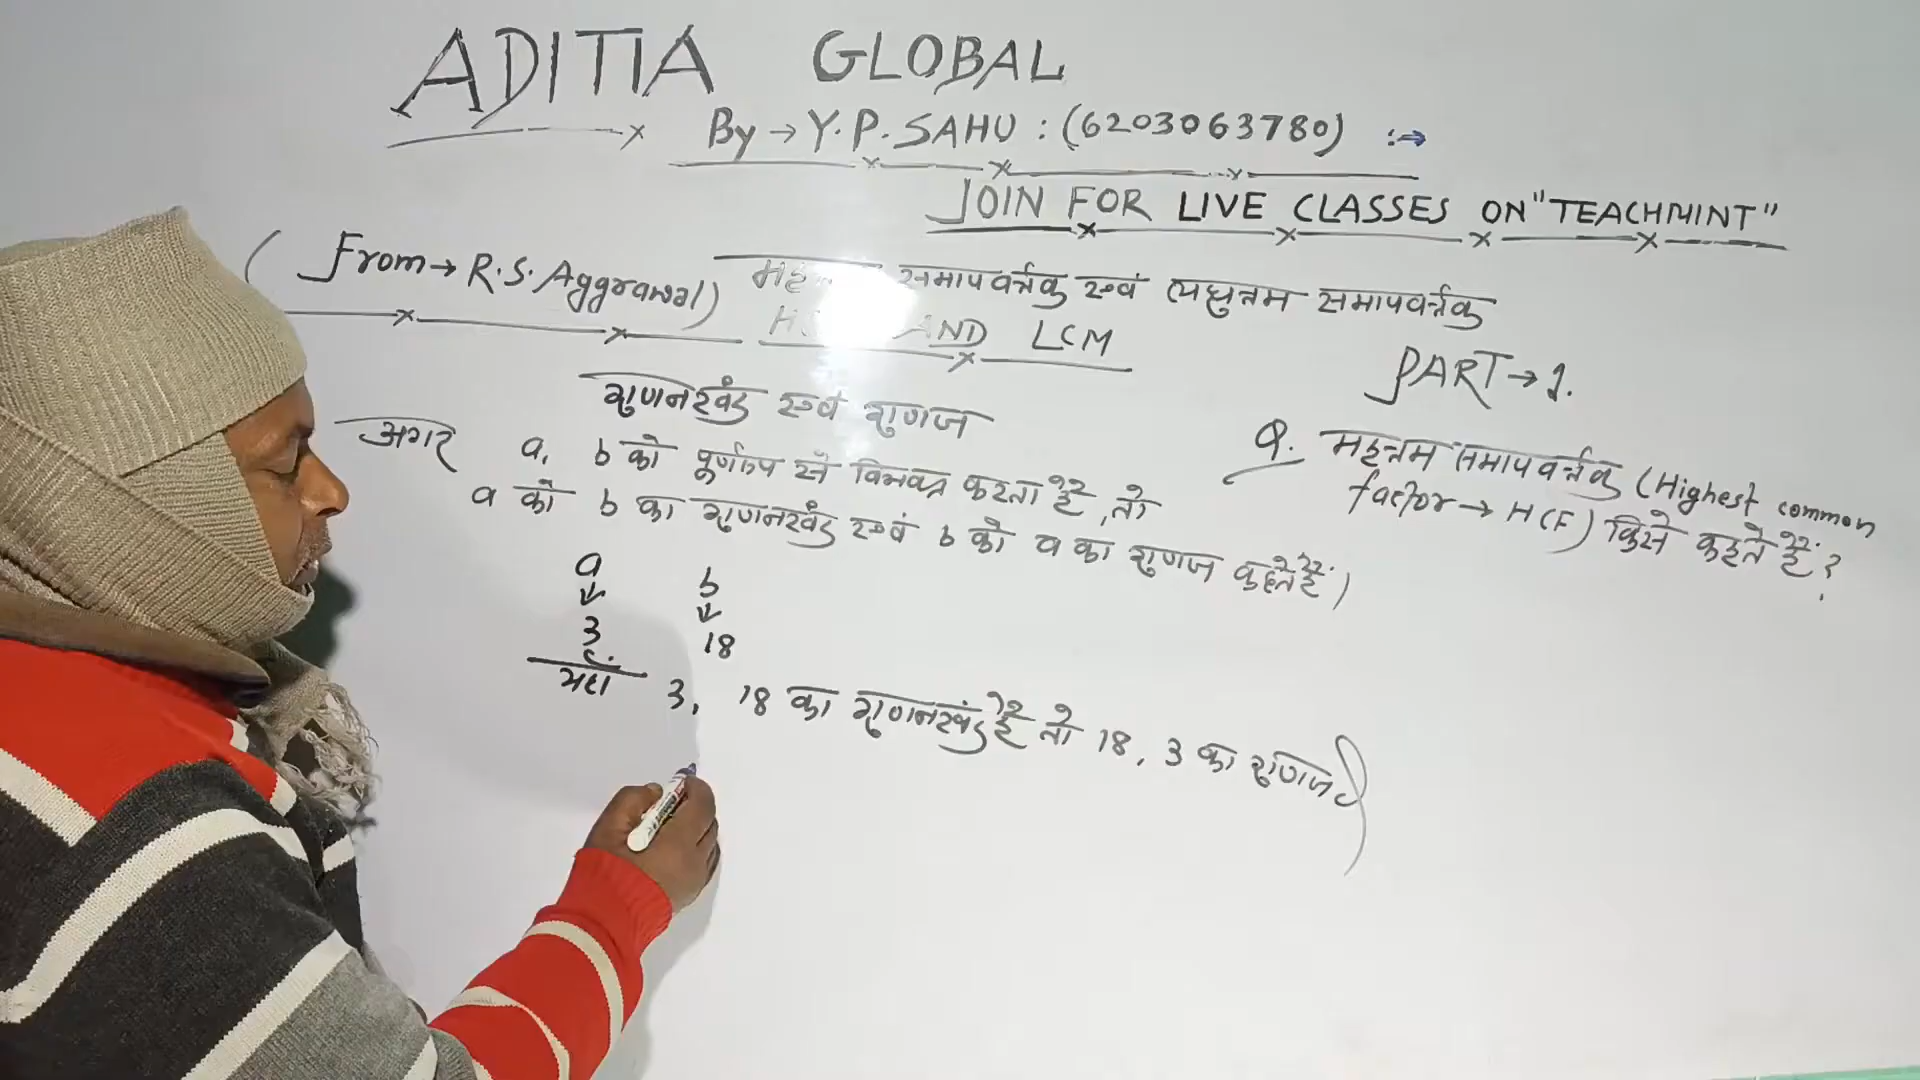 ADITIA GLOBAL
By → Y.P. SAHU : (6203063780) :⇒
JOIN FOR LIVE CLASSES ON "TEACHMINT"
(From → R.S. Aggrawal) समापवर्त्तक एवं लघुत्तम समापवर्त्तक
AND LCM
PART → 1.
गुणनखंड एवं गुणज
अगर a, b को पूर्णरुप से विभक्त करता है, तो
a को b का गुणनखंड एवं b को a का गुणज कहते हैं।
Q. महत्तम समापवर्त्तक (Highest common
factor → HCF) किसे कहते हैं?
a b
3 18
यहाँ 3, 18 का गुणनखंड है तो 18, 3 का गुणज